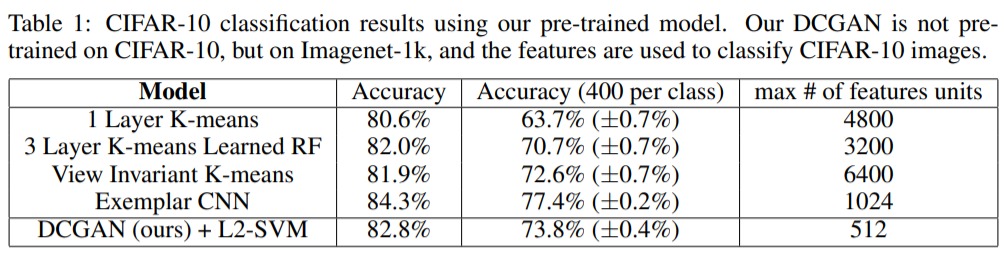 Table 1: CIFAR-10 classification results using our pre-trained model. Our DCGAN is not pre-
trained on CIFAR-10, but on Imagenet-1k, and the features are used to classify CIFAR-10 images.
Model Accuracy Accuracy (400 per class) max # of features units
1 Layer K-means 80.6% 63.7% (±0.7%) 4800
3 Layer K-means Learned RF 82.0% 70.7% (±0.7%) 3200
View Invariant K-means 81.9% 72.6% (±0.7%) 6400
Exemplar CNN 84.3% 77.4% (±0.2%) 1024
DCGAN (ours) + L2-SVM 82.8% 73.8% (±0.4%) 512